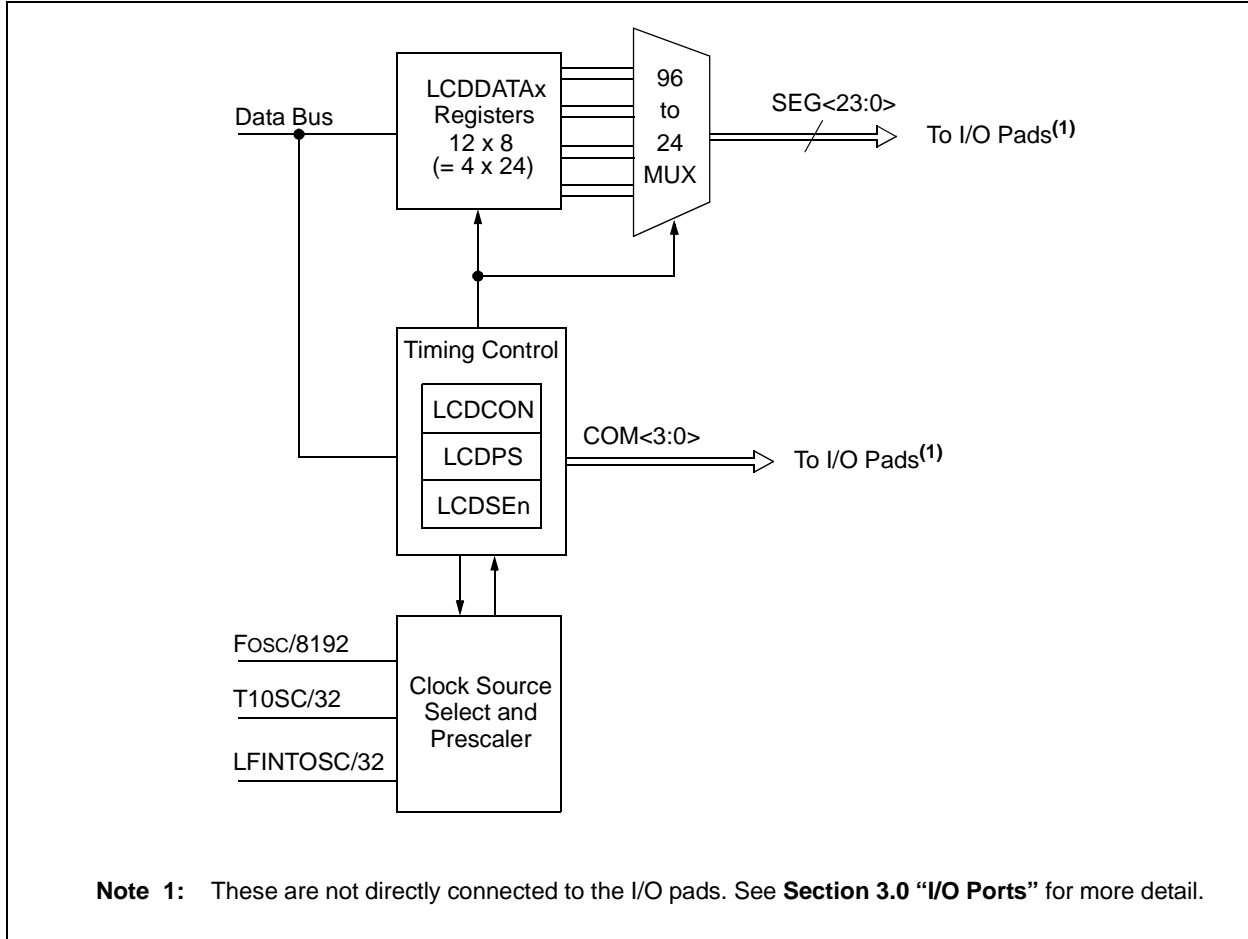 LCDDATAx
Registers
12 x 8
(= 4 x 24)
96
to
24
MUX
Data Bus
SEG<23:0>
To I/O Pads(1)
Timing Control
LCDCON
LCDPS
LCDSEn
COM<3:0>
To I/O Pads(1)
FOSC/8192
T10SC/32
LFINTOSC/32
Clock Source
Select and
Prescaler
Note 1: These are not directly connected to the I/O pads. See Section 3.0 “I/O Ports” for more detail.